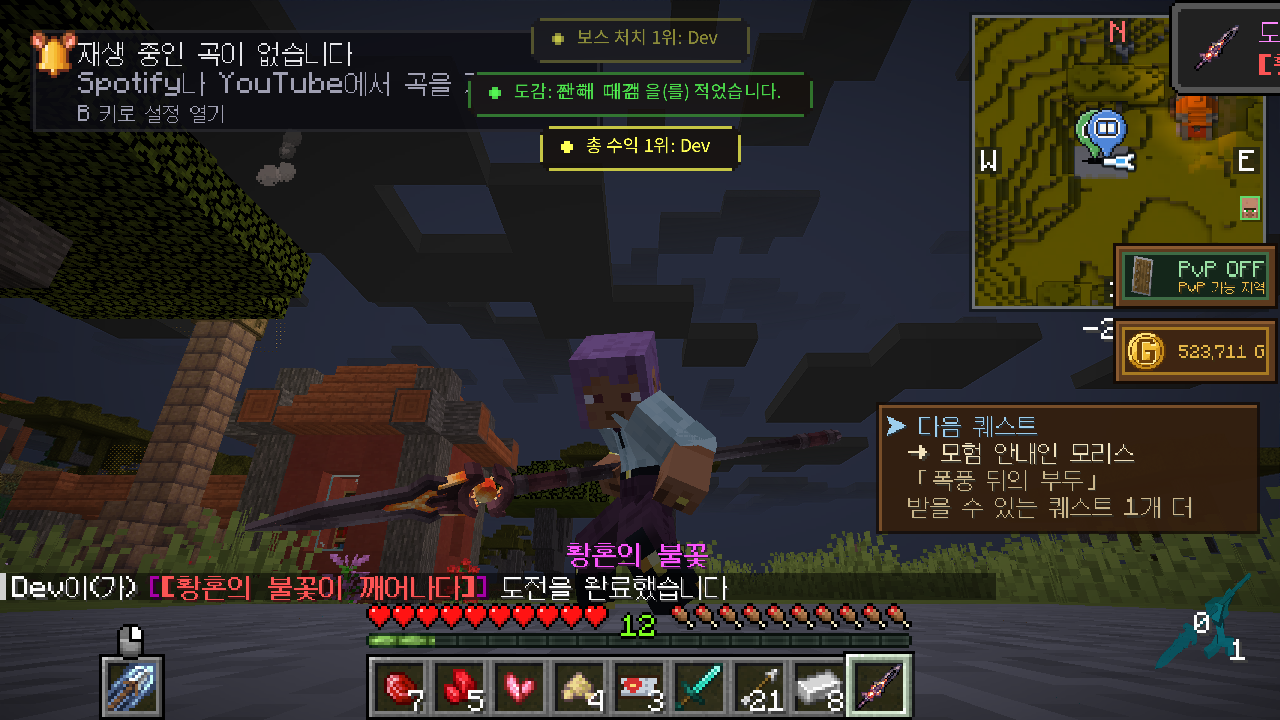 재생 중인 곡이 없습니다
Spotify나 YouTube에서 곡을
B 키로 설정 열기
보스 처치 1위: Dev
도감: 짠해 때껆 을(를) 적었습니다.
총 수익 1위: Dev
N
W
E
도
PvP OFF
PvP 가능 지역
523,711 G
다음 퀘스트
→ 모험 안내인 모리스
「폭풍 뒤의 부두」
받을 수 있는 퀘스트 1개 더
황혼의 불꽃
Dev이(가) [【황혼의 불꽃이 깨어나다】] 도전을 완료했습니다
12
0
1
7
5
4
3
21
8